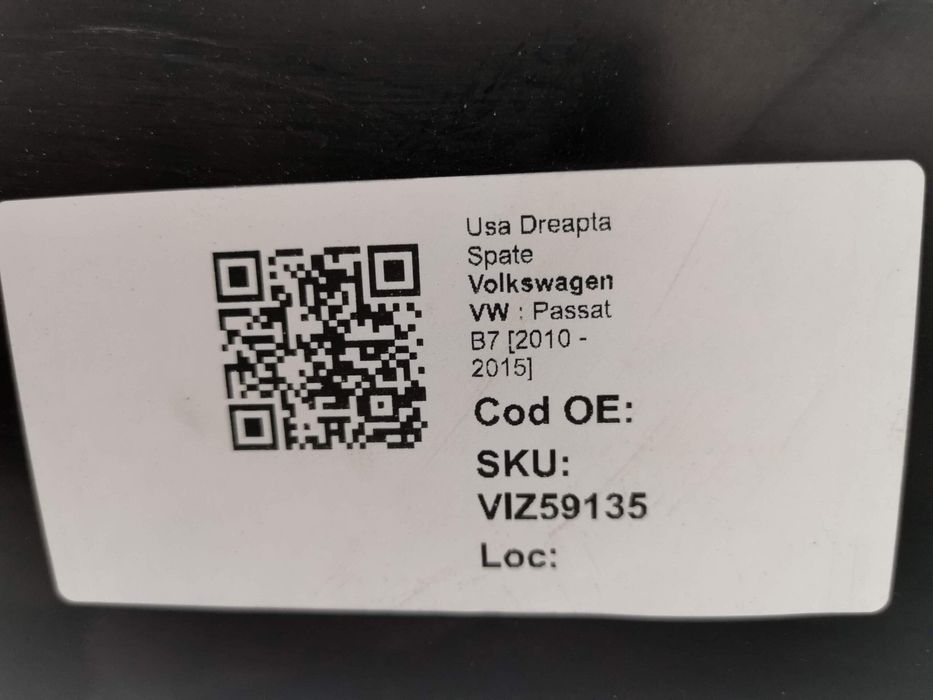 Usa Dreapta
Spate
Volkswagen
VW : Passat
B7 [2010 -
2015]
Cod OE:
SKU:
VIZ59135
Loc: